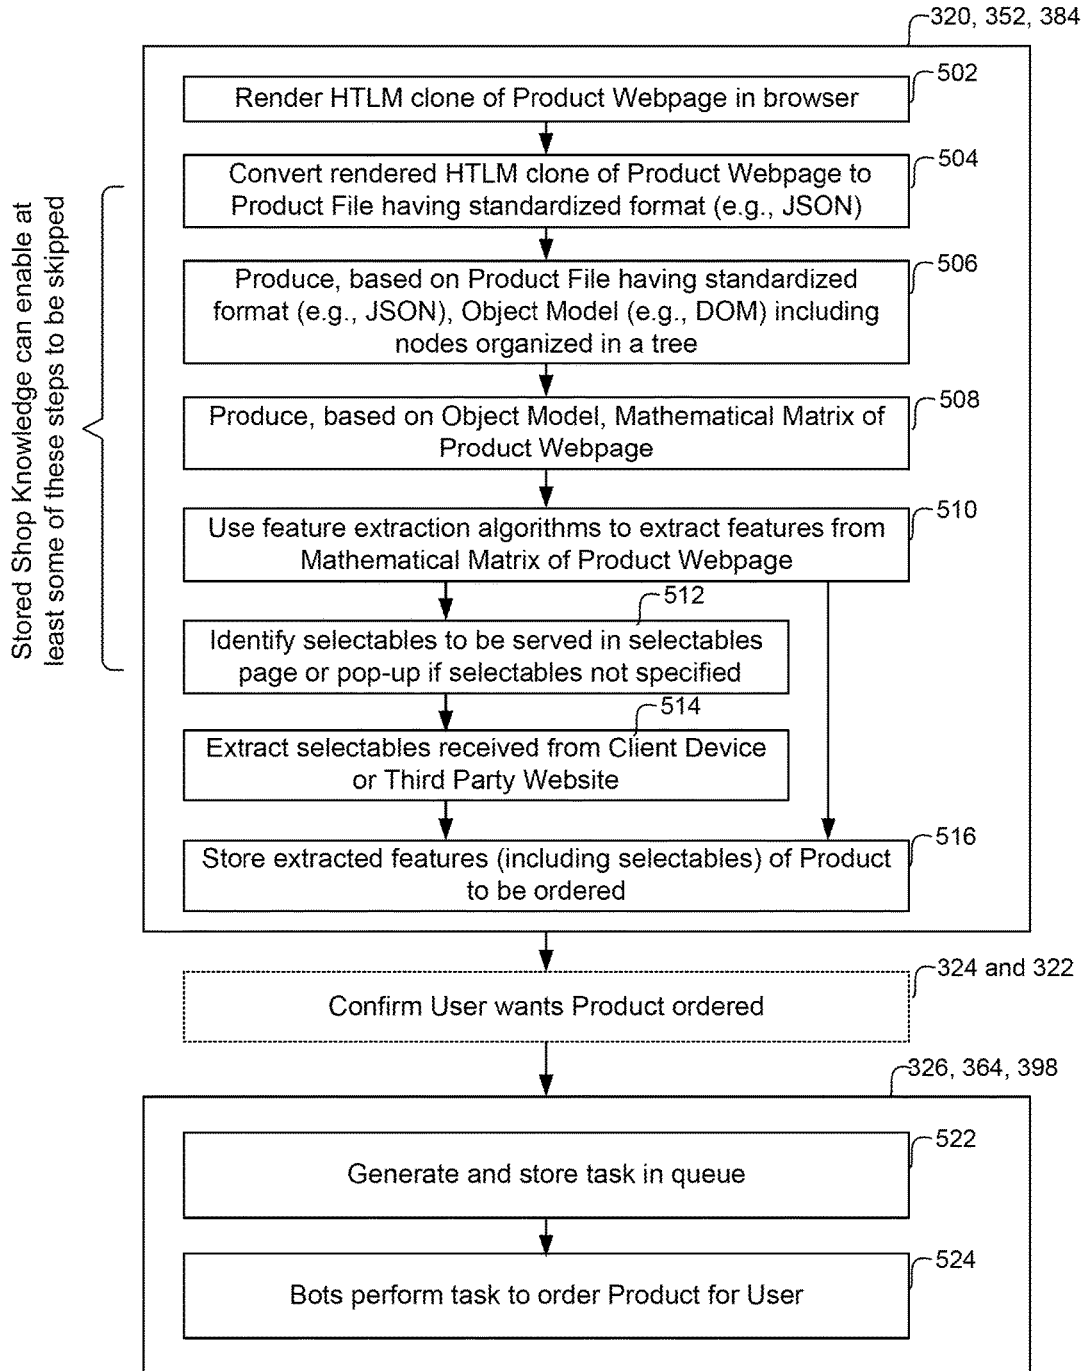 320, 352, 384
502
Render HTLM clone of Product Webpage in browser
504
Convert rendered HTLM clone of Product Webpage to
Product File having standardized format (e.g., JSON)
506
Produce, based on Product File having standardized
format (e.g., JSON), Object Model (e.g., DOM) including
nodes organized in a tree
508
Produce, based on Object Model, Mathematical Matrix of
Product Webpage
510
Use feature extraction algorithms to extract features from
Mathematical Matrix of Product Webpage
512
Identify selectables to be served in selectables
page or pop-up if selectables not specified
514
Extract selectables received from Client Device
or Third Party Website
516
Store extracted features (including selectables) of Product
to be ordered
Stored Shop Knowledge can enable at
least some of these steps to be skipped
324 and 322
Confirm User wants Product ordered
326, 364, 398
522
Generate and store task in queue
524
Bots perform task to order Product for User